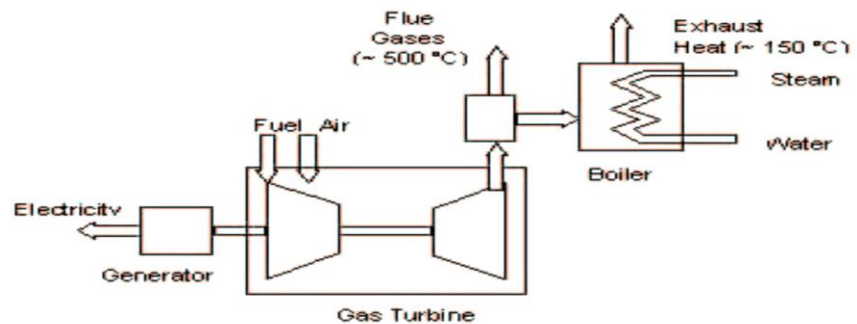 Flue
Gases
(~ 500 °C)
Exhaust
Heat (~ 150 °C)
Steam
Water
Boiler
Fuel Air
Electricity
Generator
Gas Turbine